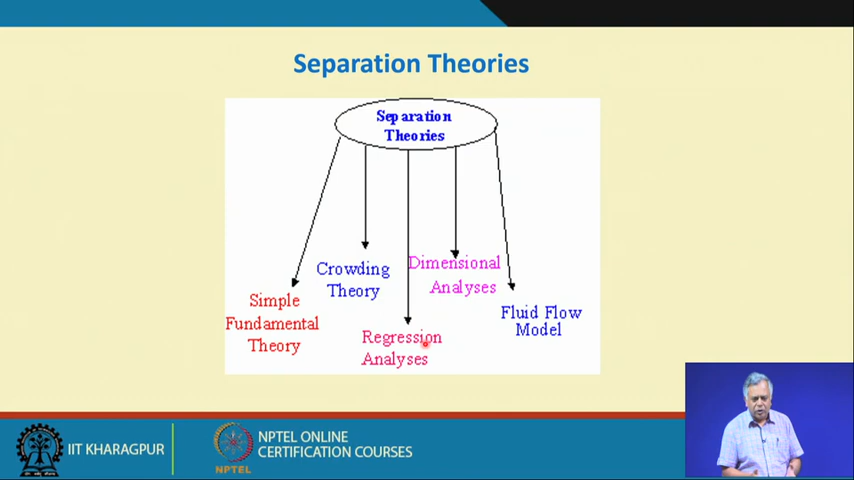 Separation Theories
Separation
Theories
Crowding
Theory
Dimensional
Analyses
Simple
Fundamental
Theory
Regression
Analyses
Fluid Flow
Model
IIT KHARAGPUR
NPTEL
NPTEL ONLINE
CERTIFICATION COURSES